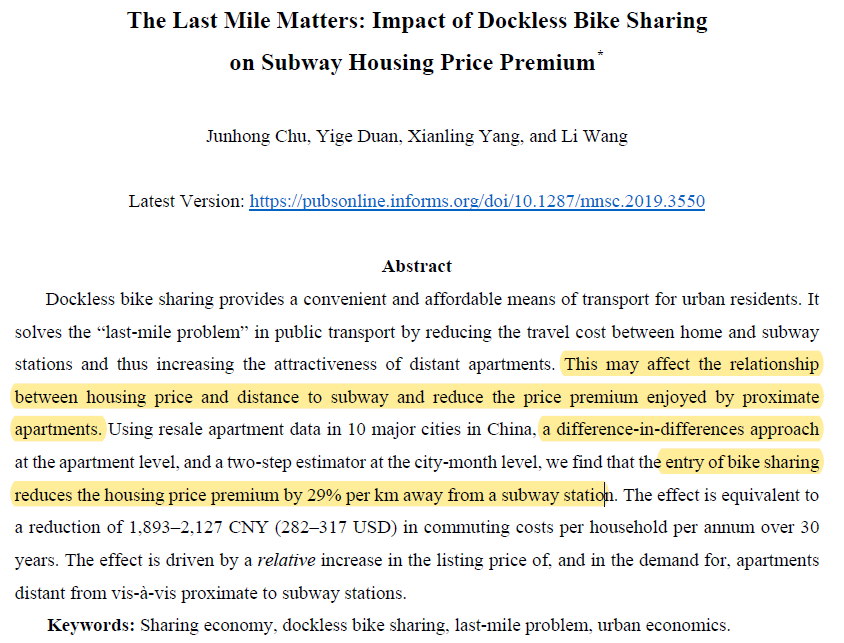 The Last Mile Matters: Impact of Dockless Bike Sharing
on Subway Housing Price Premium*
Junhong Chu, Yige Duan, Xianling Yang, and Li Wang
Latest Version: https://pubsonline.informs.org/doi/10.1287/mnsc.2019.3550
Abstract
Dockless bike sharing provides a convenient and affordable means of transport for urban residents. It
solves the “last-mile problem” in public transport by reducing the travel cost between home and subway
stations and thus increasing the attractiveness of distant apartments. This may affect the relationship
between housing price and distance to subway and reduce the price premium enjoyed by proximate
apartments. Using resale apartment data in 10 major cities in China, a difference-in-differences approach
at the apartment level, and a two-step estimator at the city-month level, we find that the entry of bike sharing
reduces the housing price premium by 29% per km away from a subway station. The effect is equivalent to
a reduction of 1,893–2,127 CNY (282–317 USD) in commuting costs per household per annum over 30
years. The effect is driven by a relative increase in the listing price of, and in the demand for, apartments
distant from vis-à-vis proximate to subway stations.
Keywords: Sharing economy, dockless bike sharing, last-mile problem, urban economics.